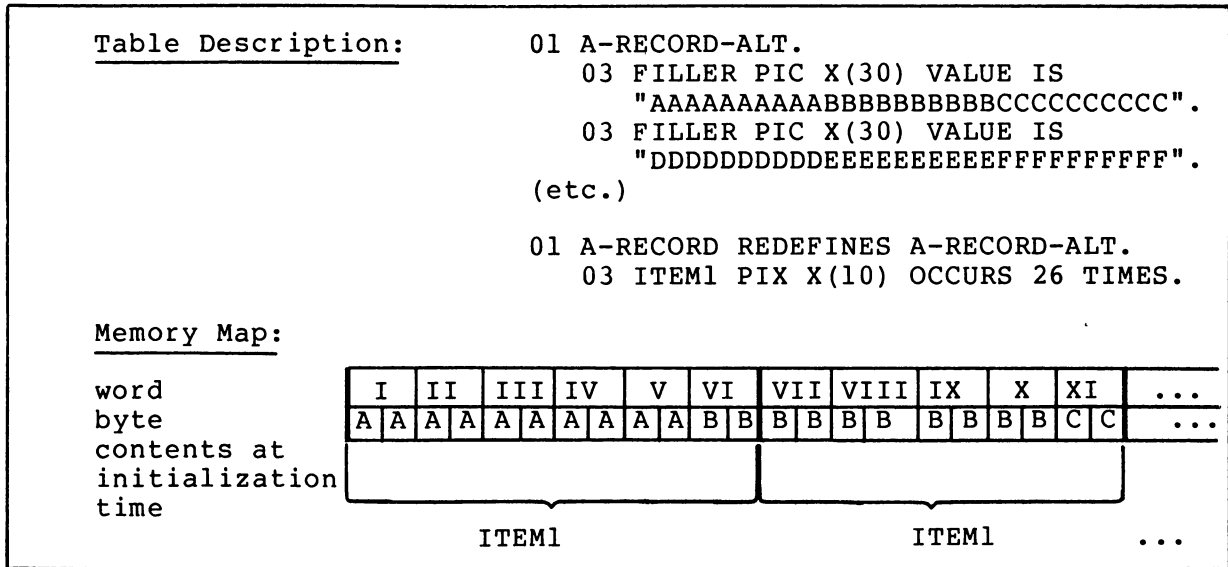 Table Description: 01 A-RECORD-ALT.
03 FILLER PIC X(30) VALUE IS
"AAAAAAAAAABBBBBBBBBBCCCCCCCCCC".
03 FILLER PIC X(30) VALUE IS
"DDDDDDDDDDEEEEEEEEEEFFFFFFFFFF".
(etc.)
01 A-RECORD REDEFINES A-RECORD-ALT.
03 ITEM1 PIX X(10) OCCURS 26 TIMES.
Memory Map:
word I II III IV V VI VII VIII IX X XI ...
byte A A A A A A A A A A B B B B B B B B B B C C ...
contents at
initialization
time
ITEM1 ITEM1 ...